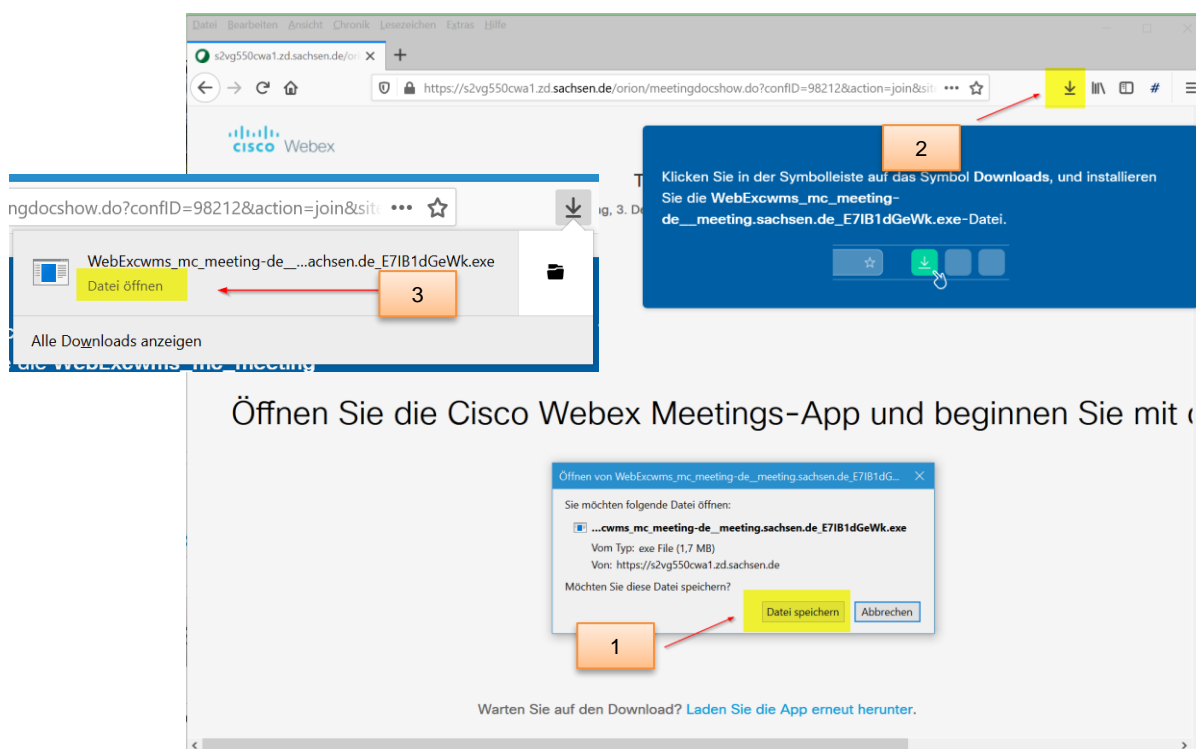 Datei Bearbeiten Ansicht Chronik Lesezeichen Extras Hilfe
s2vg550cwa1.zd.sachsen.de/ori
https://s2vg550cwa1.zd.sachsen.de/orion/meetingdocshow.do?confID=98212&action=join&sit
cisco Webex
2
Klicken Sie in der Symbolleiste auf das Symbol Downloads, und installieren
Sie die WebExcwms_mc_meeting-
de__meeting.sachsen.de_E7IB1dGeWk.exe-Datei.
T
ng, 3. De
ngdocshow.do?confID=98212&action=join&sit
WebExcwms_mc_meeting-de__...achsen.de_E7IB1dGeWk.exe
Datei öffnen
3
Alle Downloads anzeigen
die WebExcwms_mc_meeting
Öffnen Sie die Cisco Webex Meetings-App und beginnen Sie mit
Öffnen von WebExcwms_mc_meeting-de__meeting.sachsen.de_E7IB1dG...
Sie möchten folgende Datei öffnen:
...cwms_mc_meeting-de__meeting.sachsen.de_E7IB1dGeWk.exe
Vom Typ: exe File (1,7 MB)
Von: https://s2vg550cwa1.zd.sachsen.de
Möchten Sie diese Datei speichern?
Datei speichern Abbrechen
1
Warten Sie auf den Download? Laden Sie die App erneut herunter.